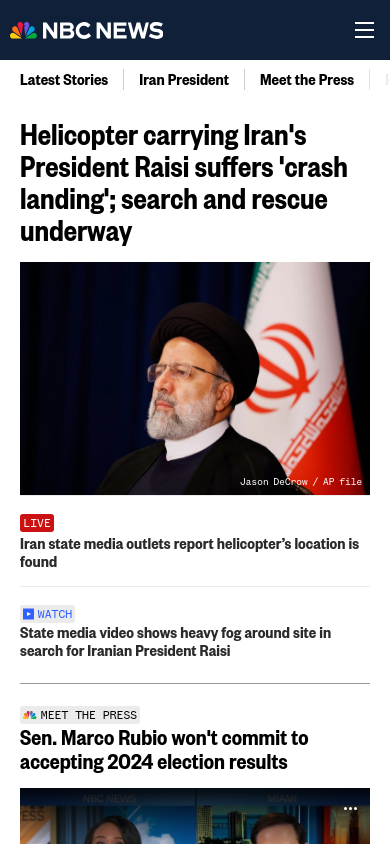 NBC NEWS
Latest Stories
Iran President
Meet the Press
Helicopter carrying Iran's
President Raisi suffers 'crash
landing'; search and rescue
underway
Jason DeCrow / AP file
LIVE
Iran state media outlets report helicopter’s location is
found
WATCH
State media video shows heavy fog around site in
search for Iranian President Raisi
MEET THE PRESS
Sen. Marco Rubio won't commit to
accepting 2024 election results
NBC NEWS
MIAMI